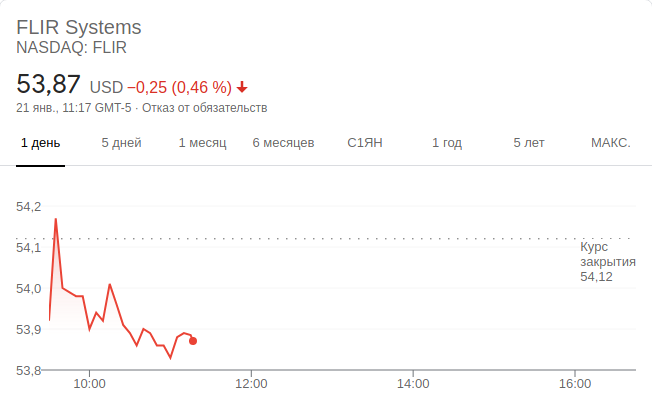 FLIR Systems
NASDAQ: FLIR
53,87 USD −0,25 (0,46 %)
21 янв., 11:17 GMT-5 · Отказ от обязательств
1 день 5 дней 1 месяц 6 месяцев С1ЯН 1 год 5 лет МАКС.
54,2
54,1
54,0
53,9
53,8
Курс
закрытия
54,12
10:00 12:00 14:00 16:00